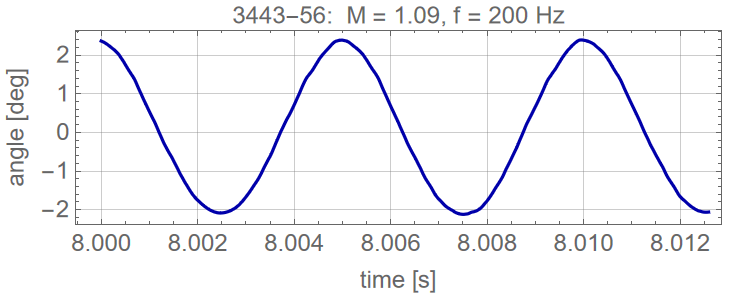 3443−56: M = 1.09, f = 200 Hz
angle [deg]
2
1
0
−1
−2
8.000 8.002 8.004 8.006 8.008 8.010 8.012
time [s]